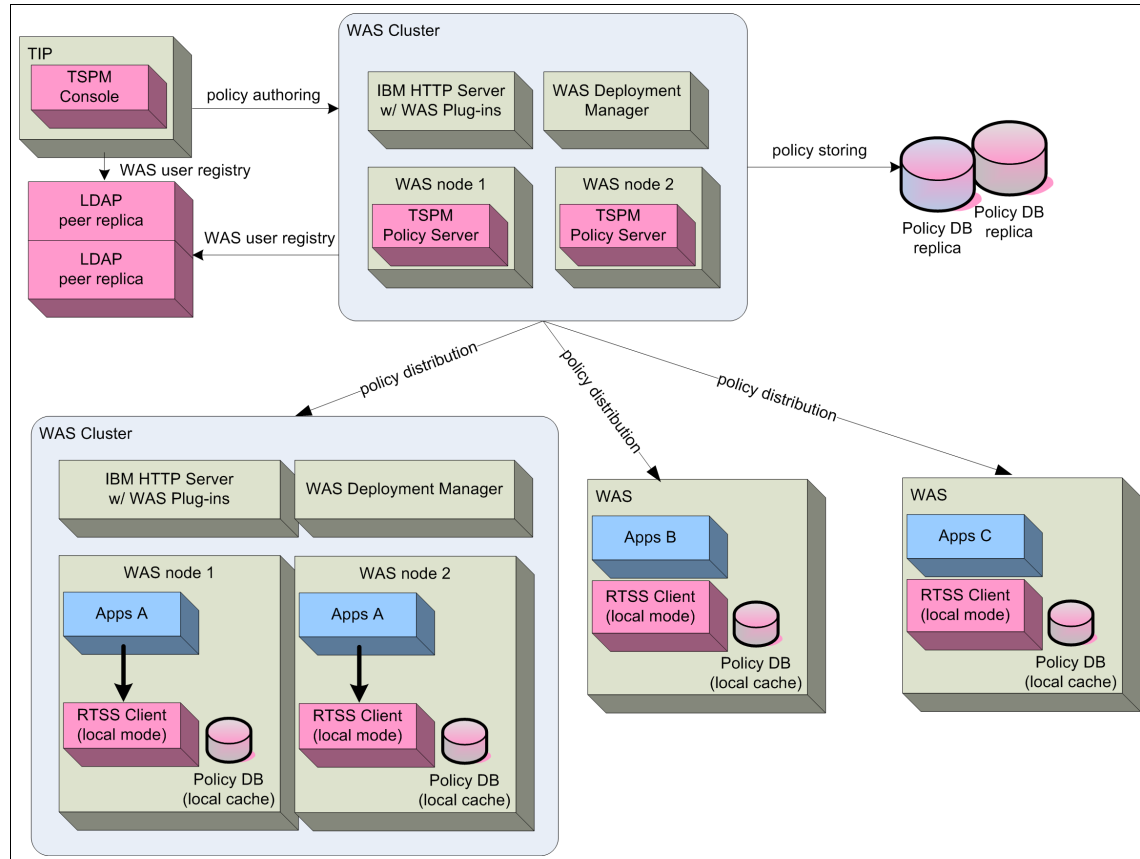 WAS Cluster
TIP
TSPM
Console
policy authoring
IBM HTTP Server
w/ WAS Plug-ins
WAS Deployment
Manager
WAS user registry
policy storing
LDAP
peer replica
LDAP
peer replica
WAS user registry
WAS node 1
TSPM
Policy Server
WAS node 2
TSPM
Policy Server
Policy DB
replica
Policy DB
replica
policy distribution
policy distribution
policy distribution
WAS Cluster
IBM HTTP Server
w/ WAS Plug-ins
WAS Deployment Manager
WAS node 1
Apps A
RTSS Client
(local mode)
Policy DB
(local cache)
WAS node 2
Apps A
RTSS Client
(local mode)
Policy DB
(local cache)
WAS
Apps B
RTSS Client
(local mode)
Policy DB
(local cache)
WAS
Apps C
RTSS Client
(local mode)
Policy DB
(local cache)